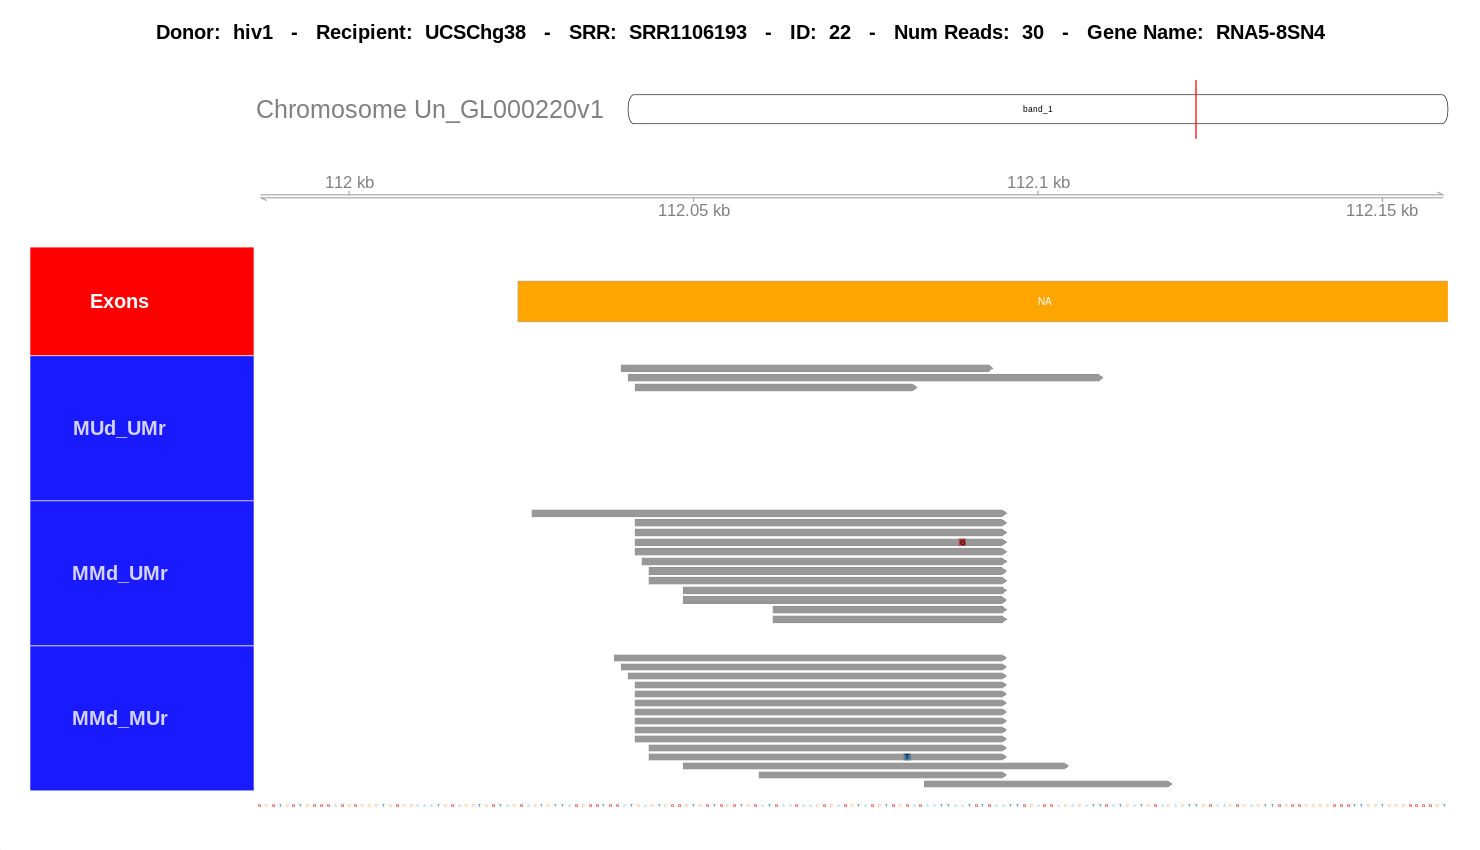 Donor: hiv1 - Recipient: UCSChg38 - SRR: SRR1106193 - ID: 22 - Num Reads: 30 - Gene Name: RNA5-8SN4
Chromosome Un_GL000220v1
band_1
112 kb
112.1 kb
112.05 kb
112.15 kb
Exons
NA
MUd_UMr
MMd_UMr
G
MMd_MUr
T